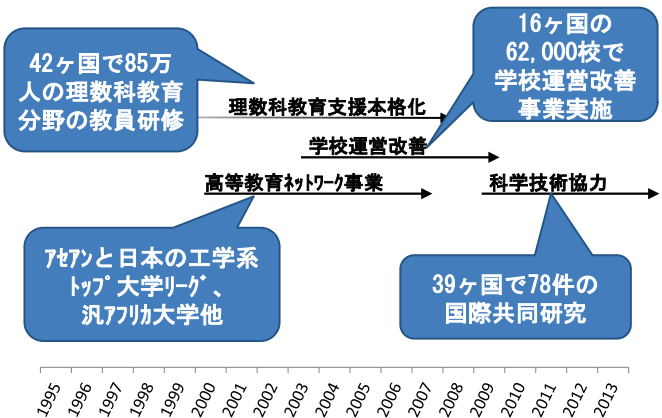 42ヶ国で85万
人の理数科教育
分野の教員研修
16ヶ国の
62,000校で
学校運営改善
事業実施
理数科教育支援本格化
学校運営改善
高等教育ﾈｯﾄﾜｰｸ事業
科学技術協力
ｱｾｱﾝと日本の工学系
ﾄｯﾌﾟ大学ﾘｰｸﾞ、
汎ｱﾌﾘｶ大学他
39ヶ国で78件の
国際共同研究
1995 1996 1997 1998 1999 2000 2001 2002 2003 2004 2005 2006 2007 2008 2009 2010 2011 2012 2013